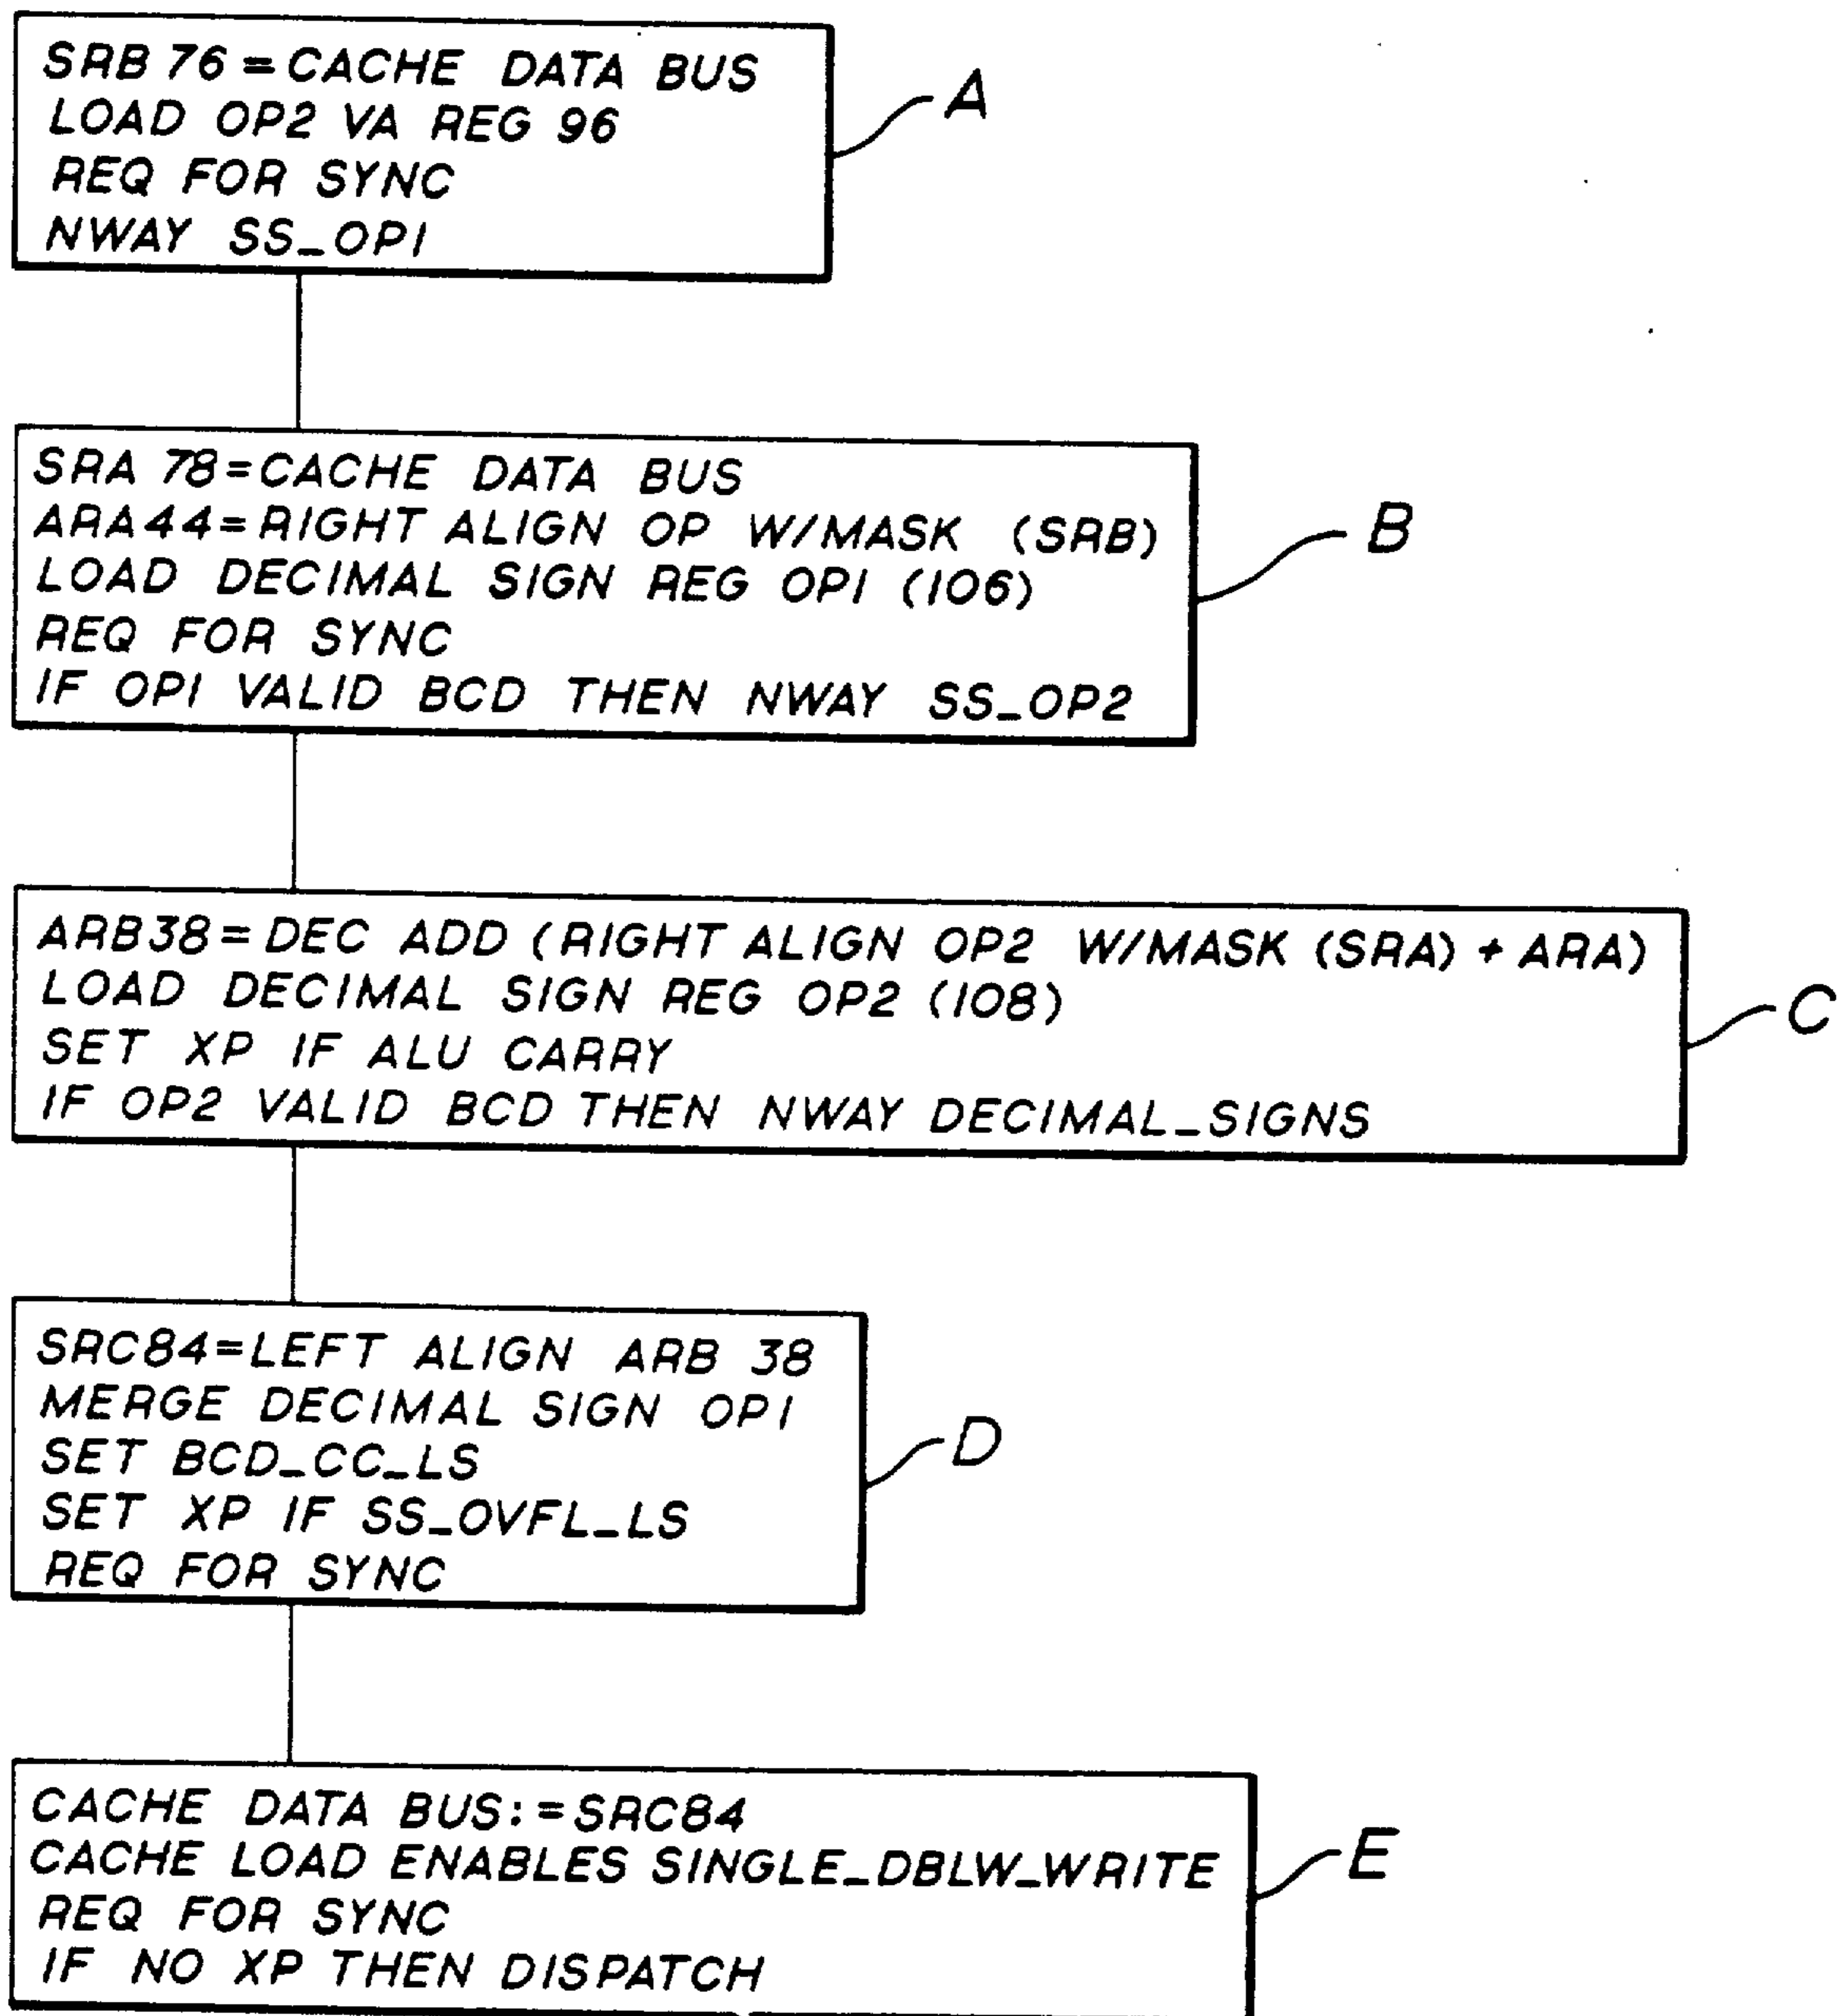 SRB 76 = CACHE DATA BUS
LOAD OP2 VA REG 96
REQ FOR SYNC
NWAY SS_OP1
A
SRA 78 = CACHE DATA BUS
ARA44 = RIGHT ALIGN OP W/MASK (SRB)
LOAD DECIMAL SIGN REG OP1 (106)
REQ FOR SYNC
IF OP1 VALID BCD THEN NWAY SS_OP2
B
ARB38 = DEC ADD (RIGHT ALIGN OP2 W/MASK (SRA) + ARA)
LOAD DECIMAL SIGN REG OP2 (108)
SET XP IF ALU CARRY
IF OP2 VALID BCD THEN NWAY DECIMAL_SIGNS
C
SRC84 = LEFT ALIGN ARB 38
MERGE DECIMAL SIGN OP1
SET BCD_CC_LS
SET XP IF SS_OVFL_LS
REQ FOR SYNC
D
CACHE DATA BUS: = SRC84
CACHE LOAD ENABLES SINGLE_DBLW_WRITE
REQ FOR SYNC
IF NO XP THEN DISPATCH
E